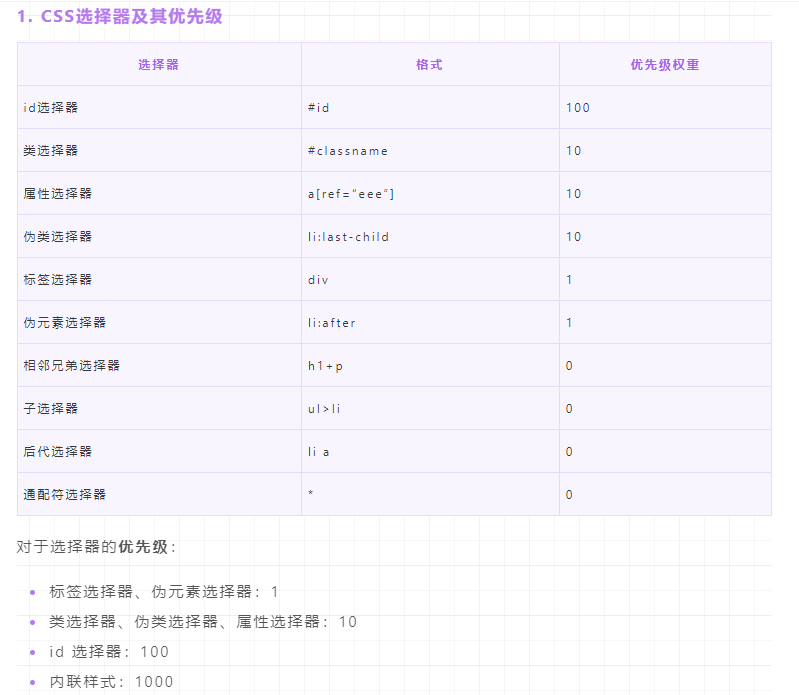 1. CSS选择器及其优先级
选择器 格式 优先级权重
id选择器 #id 100
类选择器 #classname 10
属性选择器 a[ref=“eee”] 10
伪类选择器 li:last-child 10
标签选择器 div 1
伪元素选择器 li:after 1
相邻兄弟选择器 h1+p 0
子选择器 ul>li 0
后代选择器 li a 0
通配符选择器 * 0
对于选择器的优先级：
标签选择器、伪元素选择器：1
类选择器、伪类选择器、属性选择器：10
id 选择器：100
内联样式：1000